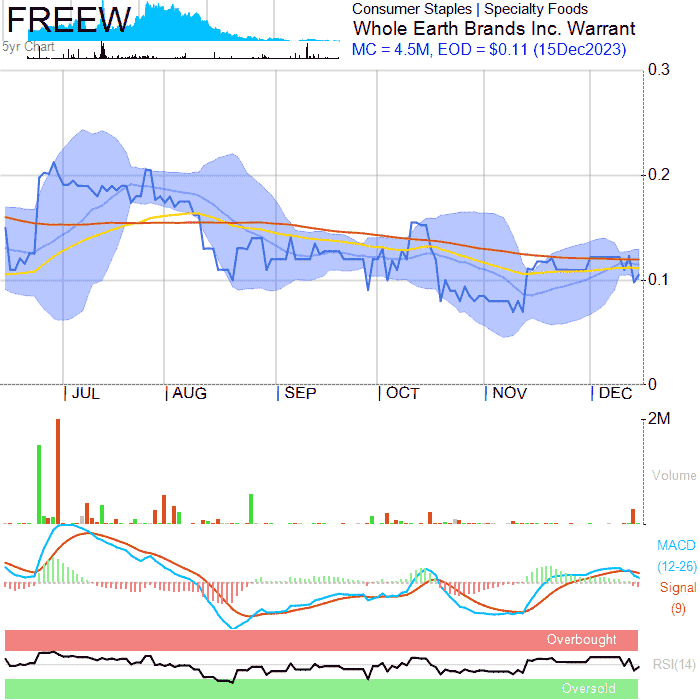 FREEW
5yr Chart
Consumer Staples | Specialty Foods
Whole Earth Brands Inc. Warrant
MC = 4.5M, EOD = $0.11 (15Dec2023)
0.3
0.2
0.1
0
JUL AUG SEP OCT NOV DEC
2M
Volume
MACD
(12-26)
Signal
(9)
Overbought
RSI(14)
Oversold